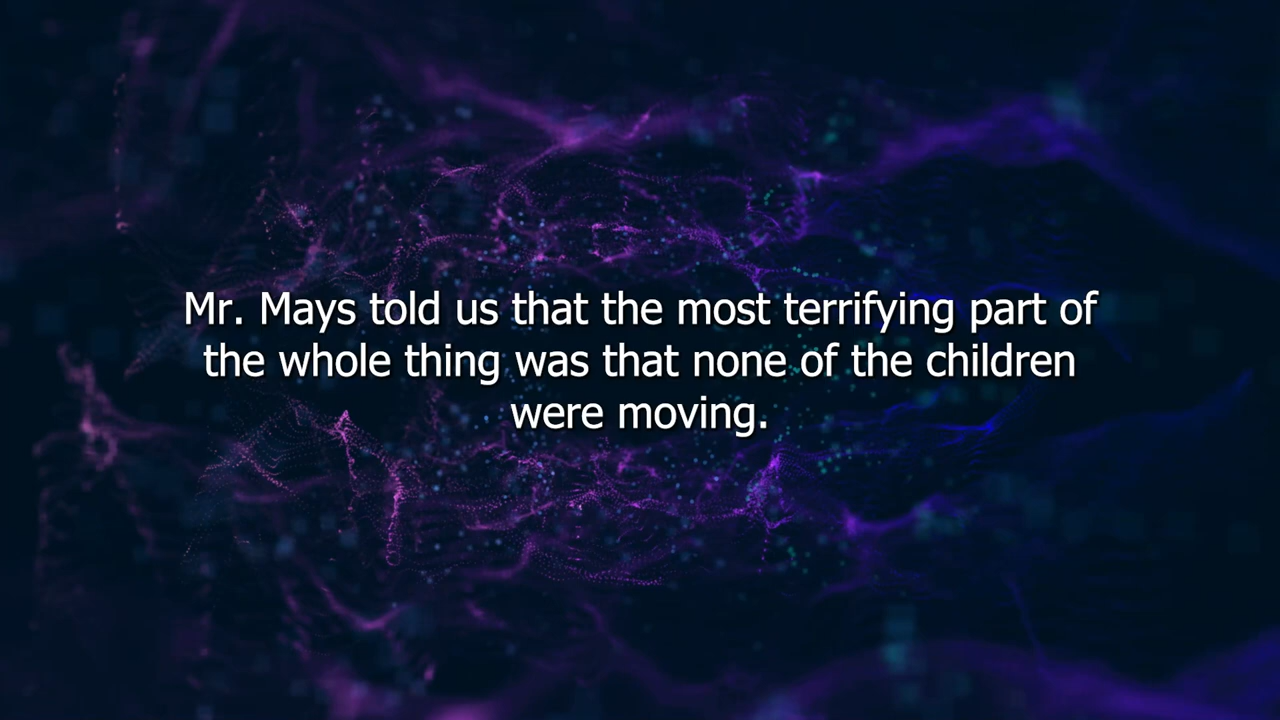 Mr. Mays told us that the most terrifying part of
the whole thing was that none of the children
were moving.